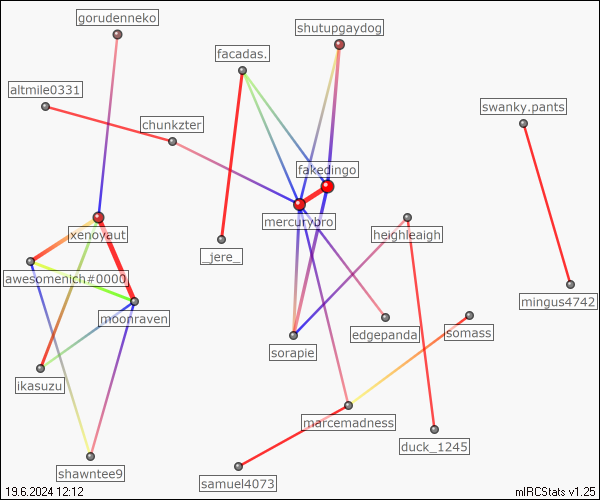 gorudenneko
shutupgaydog
facadas.
altmile0331
swanky.pants
chunkzter
fakedingo
mercurybro
xenoyaut
heighleaigh
_jere_
awesomenich#0000
mingus4742
moonraven
edgepanda
somass
sorapie
ikasuzu
marcemadness
duck_1245
shawntee9
samuel4073
19.6.2024 12:12
mIRCStats v1.25